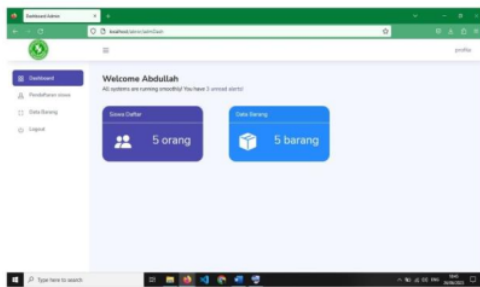 Dashboard Admin
profile
Dashboard
Pendaftaran siswa
Data Barang
Logout
Welcome Abdullah
All systems are running smoothly! You have 3 unread alerts!
Siswa Daftar
5 orang
Data Barang
5 barang
Type here to search